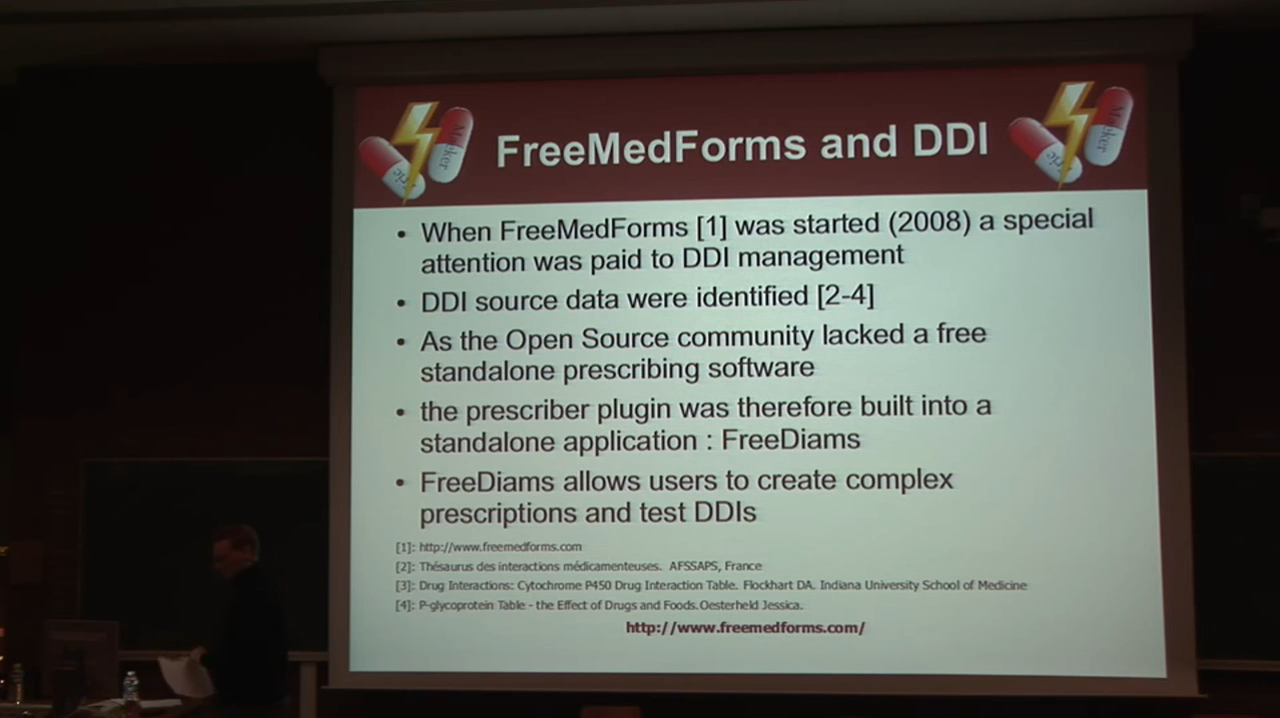 FreeMedForms and DDI
• When FreeMedForms [1] was started (2008) a special
attention was paid to DDI management
• DDI source data were identified [2-4]
• As the Open Source community lacked a free
standalone prescribing software
• the prescriber plugin was therefore built into a
standalone application : FreeDiams
• FreeDiams allows users to create complex
prescriptions and test DDIs
[1]: http://www.freemedforms.com
[2]: Thésaurus des interactions médicamenteuses. AFSSAPS, France
[3]: Drug Interactions: Cytochrome P450 Drug Interaction Table. Flockhart DA. Indiana University School of Medicine
[4]: P-glycoprotein Table - the Effect of Drugs and Foods.Oesterheld Jessica.
http://www.freemedforms.com/